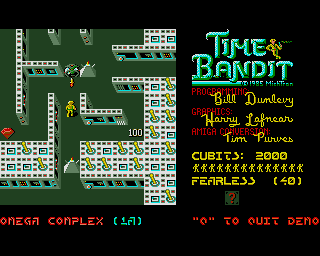 TIME
BANDIT
© 1985 MichTron
PROGRAMMING:
Bill Dunlevy
GRAPHICS:
Harry Lafnear
AMIGA CONVERSION:
Tim Purves
100
CUBITS: 2000
KKKKKKKKKKKKKKKK
FEARLESS (40)
?
OMEGA COMPLEX (1A)
"Q" TO QUIT DEMO